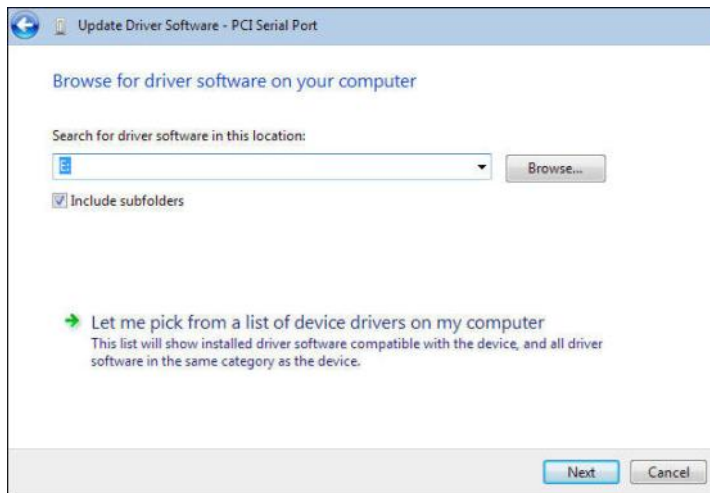 Update Driver Software - PCI Serial Port
Browse for driver software on your computer
Search for driver software in this location:
E:
Browse...
Include subfolders
Let me pick from a list of device drivers on my computer
This list will show installed driver software compatible with the device, and all driver
software in the same category as the device.
Next
Cancel